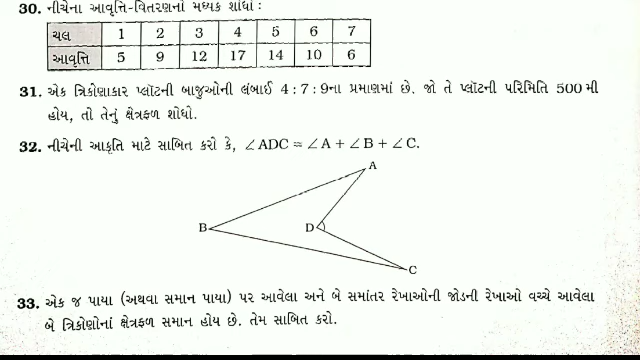 30. નીચેના આવૃત્તિ-વિતરણનો મધ્યક શોધો :
ચલ 1 2 3 4 5 6 7
આવૃત્તિ 5 9 12 17 14 10 6
31. એક ત્રિકોણાકાર પ્લૉટની બાજુઓની લંબાઈ 4 : 7 : 9ના પ્રમાણમાં છે. જો તે પ્લૉટની પરિમિતિ 500 મી
હોય, તો તેનું ક્ષેત્રફળ શોધો.
32. નીચેની આકૃતિ માટે સાબિત કરો કે, ∠ADC = ∠A + ∠B + ∠C.
A
B
D
C
33. એક જ પાયા (અથવા સમાન પાયા) પર આવેલા અને બે સમાંતર રેખાઓની જોડની રેખાઓ વચ્ચે આવેલા
બે ત્રિકોણોનાં ક્ષેત્રફળ સમાન હોય છે. તેમ સાબિત કરો.